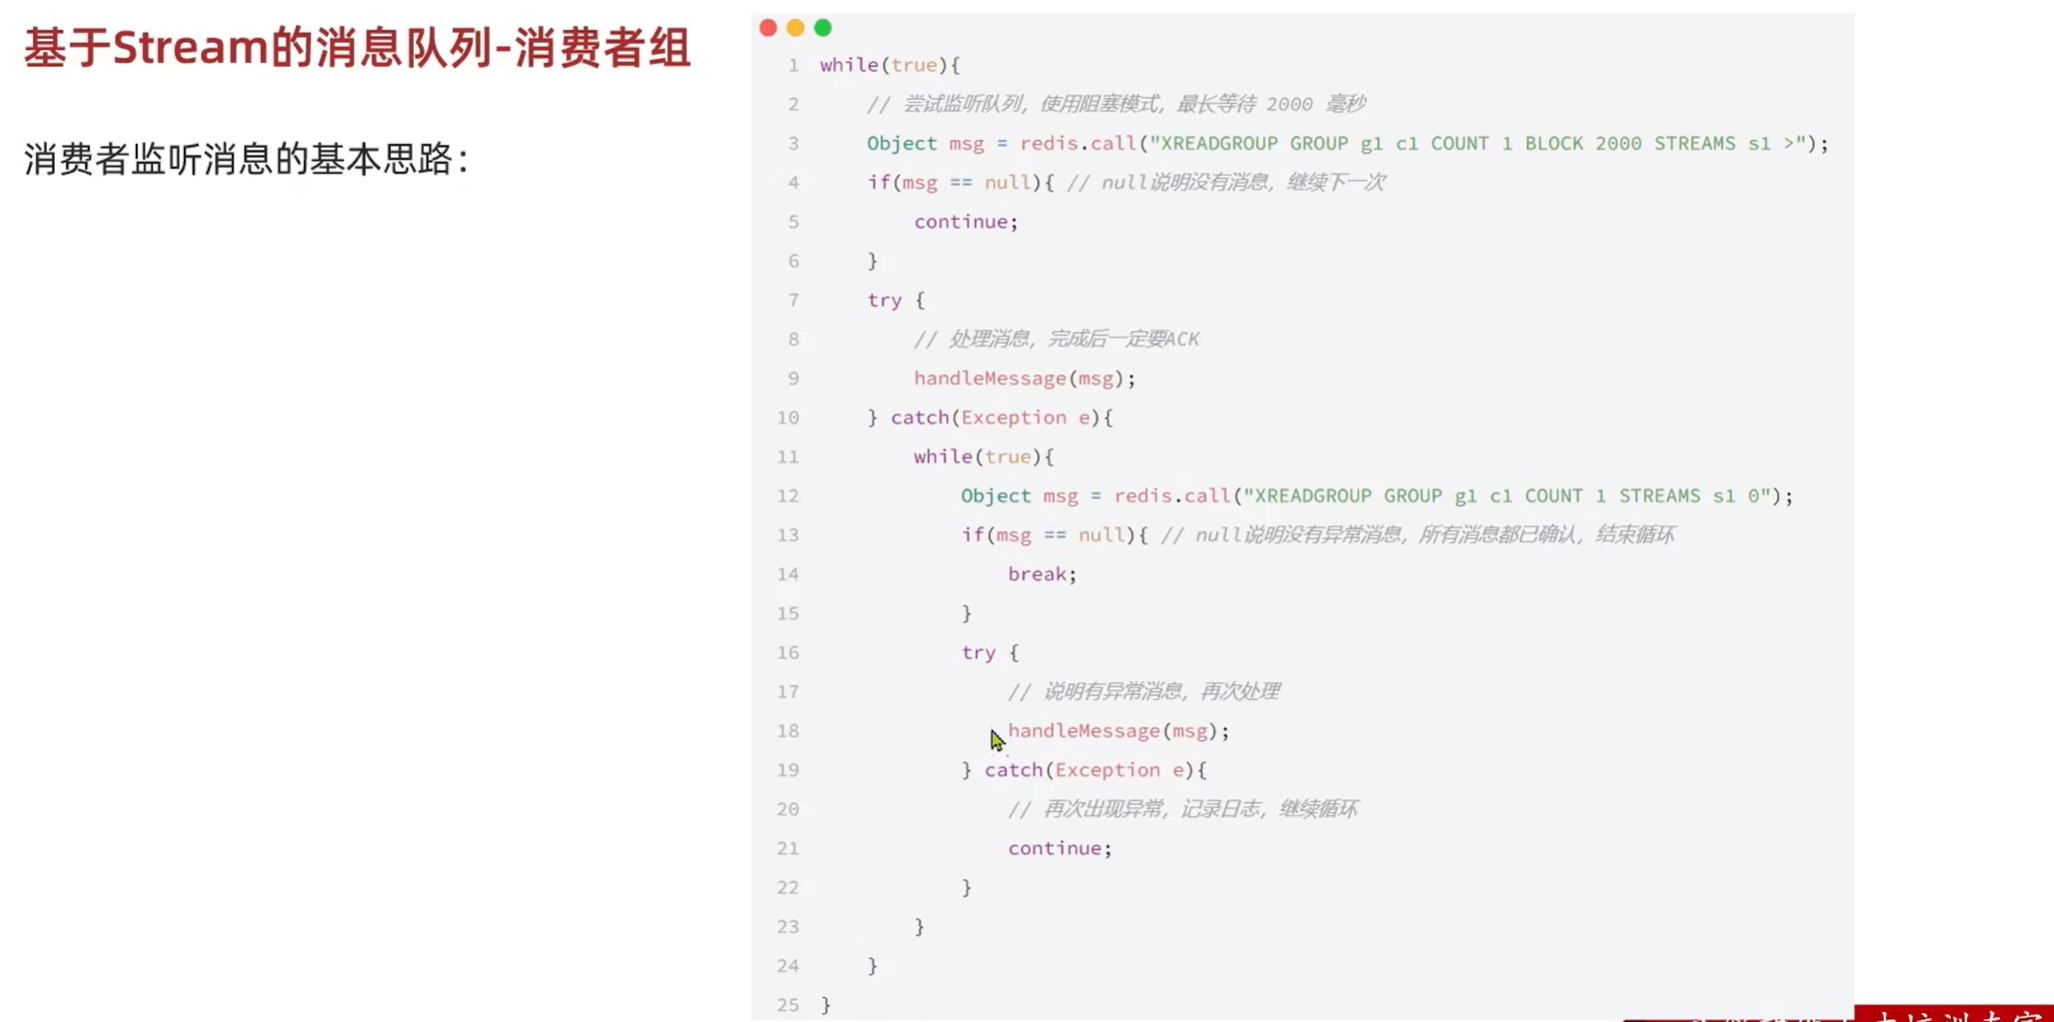 基于Stream的消息队列-消费者组
消费者监听消息的基本思路：
1 while(true){
2 // 尝试监听队列，使用阻塞模式，最长等待 2000 毫秒
3 Object msg = redis.call("XREADGROUP GROUP g1 c1 COUNT 1 BLOCK 2000 STREAMS s1 >");
4 if(msg == null){ // null说明没有消息，继续下一次
5 continue;
6 }
7 try {
8 // 处理消息，完成后一定要ACK
9 handleMessage(msg);
10 } catch(Exception e){
11 while(true){
12 Object msg = redis.call("XREADGROUP GROUP g1 c1 COUNT 1 STREAMS s1 0");
13 if(msg == null){ // null说明没有异常消息，所有消息都已确认，结束循环
14 break;
15 }
16 try {
17 // 说明有异常消息，再次处理
18 handleMessage(msg);
19 } catch(Exception e){
20 // 再次出现异常，记录日志，继续循环
21 continue;
22 }
23 }
24 }
25 }